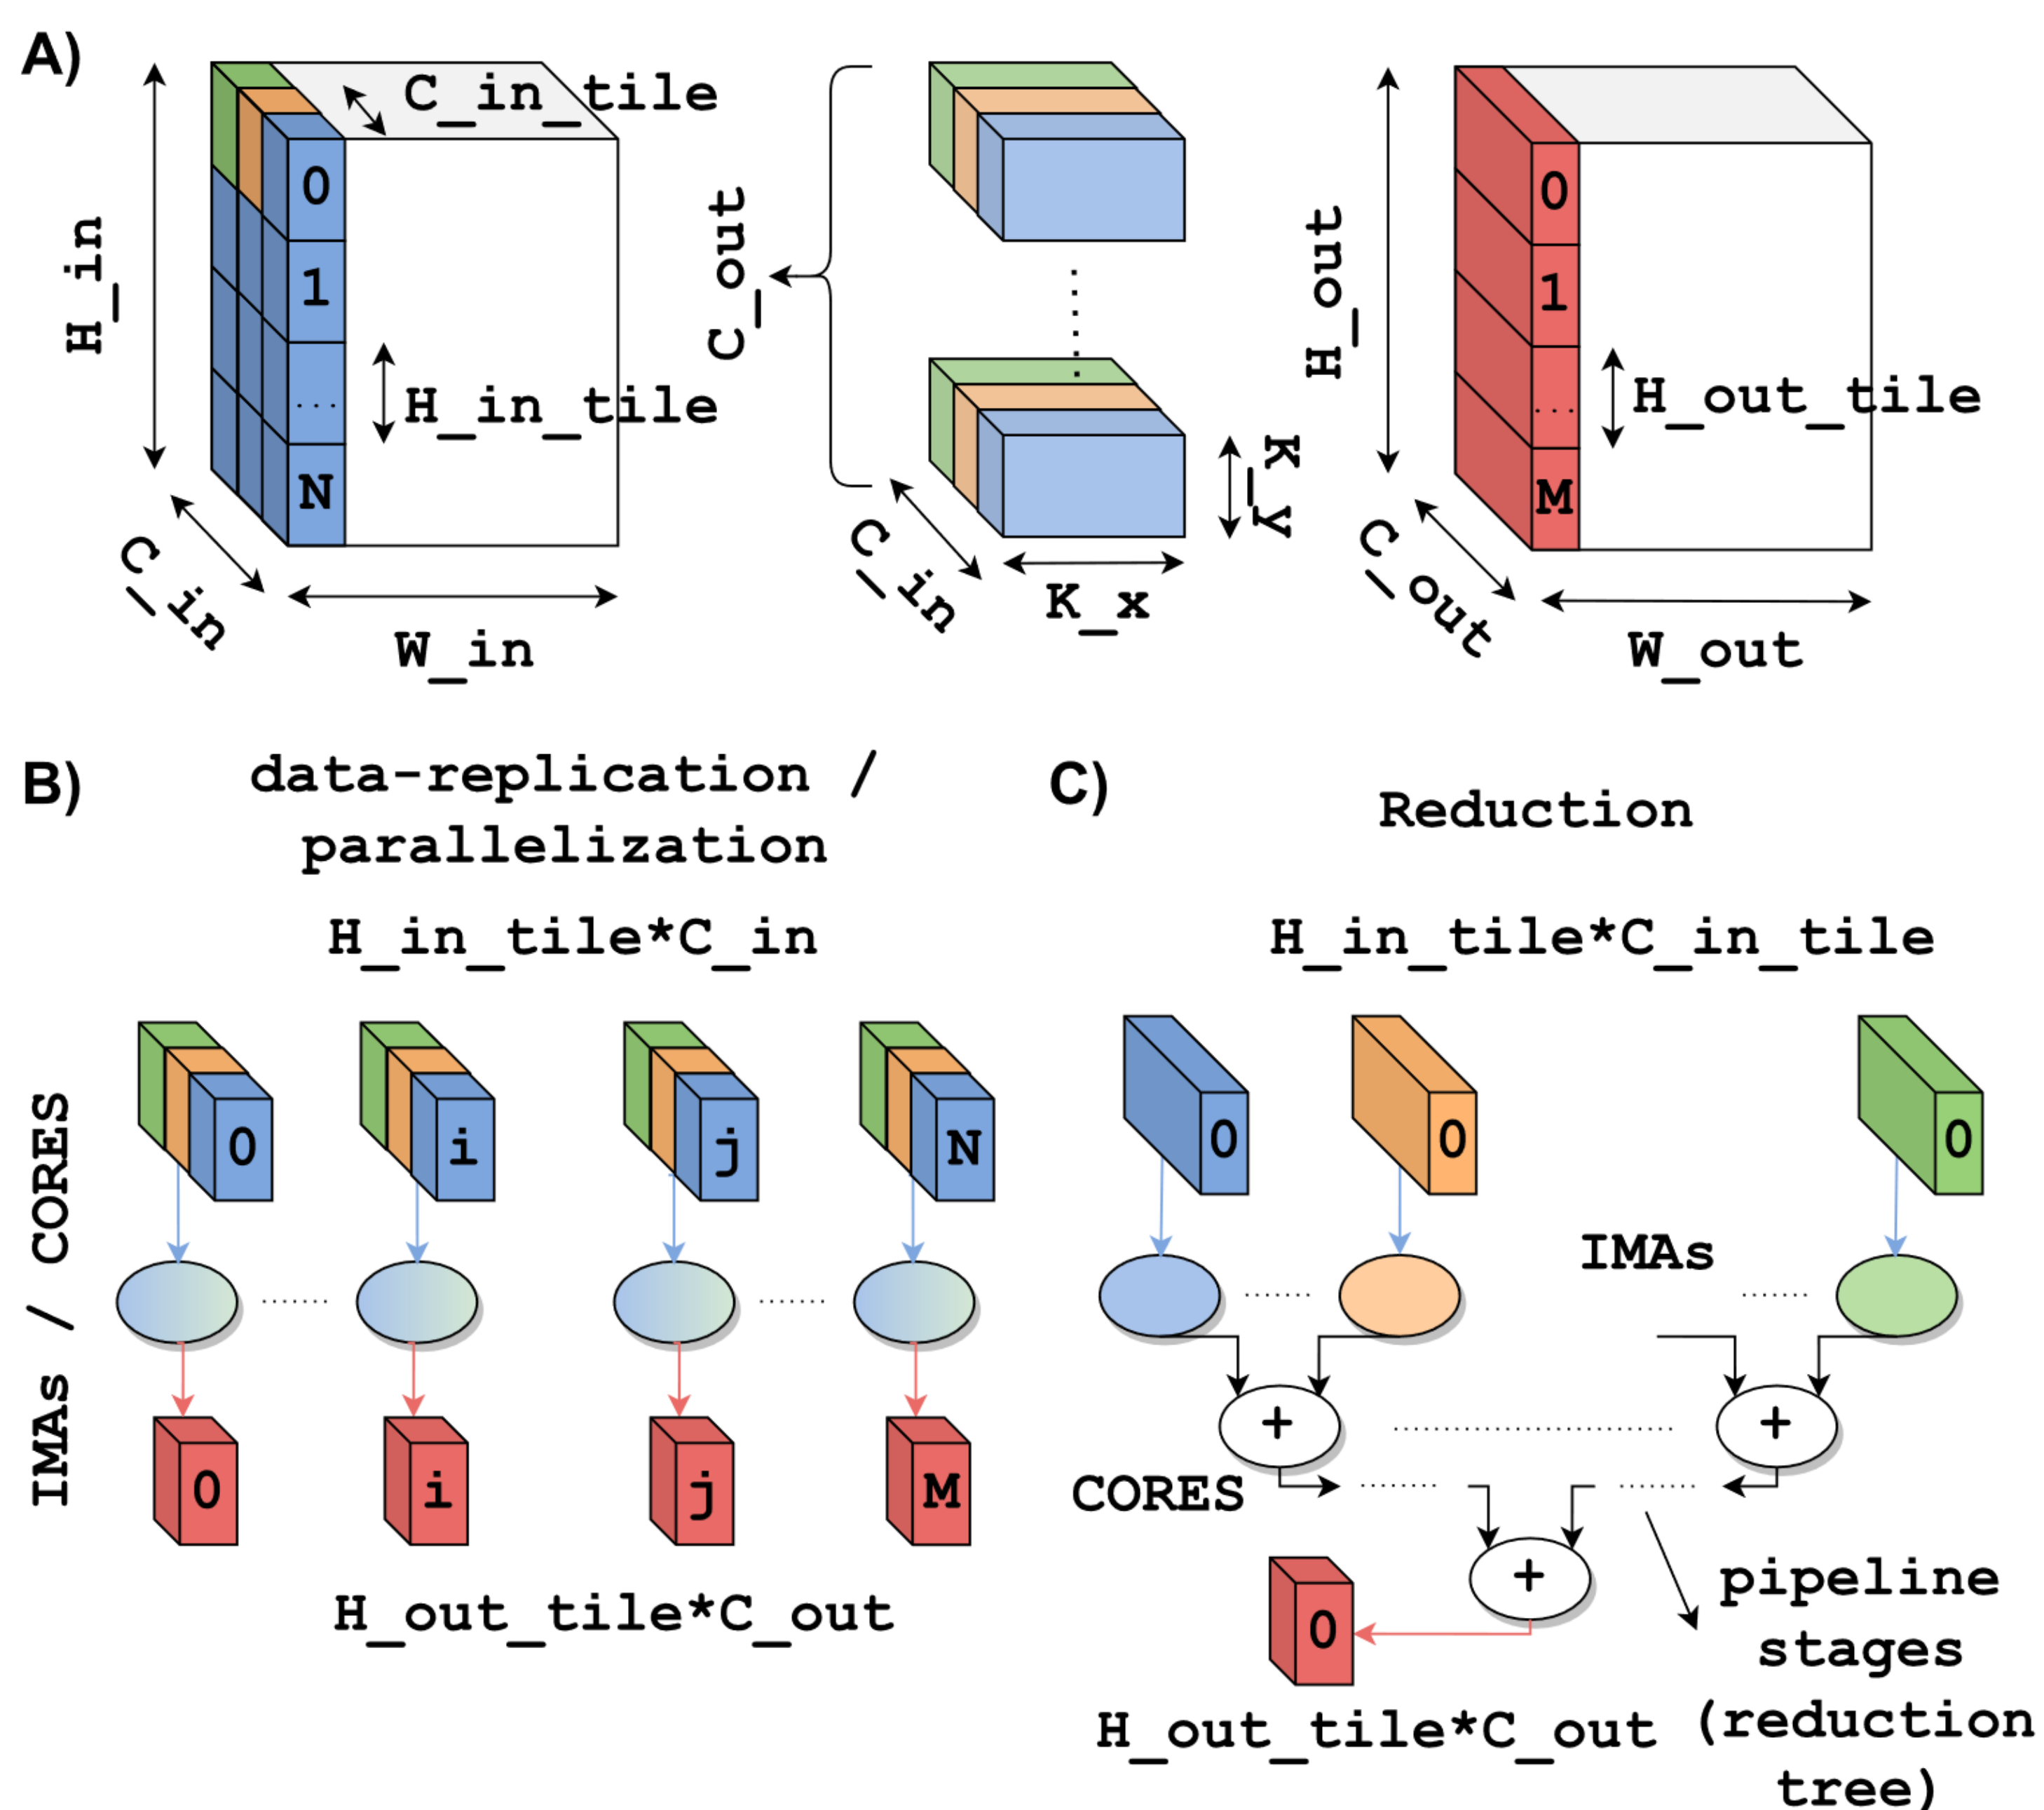 A)
C_in_tile
0
1
...
N
H_in
H_in_tile
C_in
W_in
C_out
C_in
K_x
K_y
0
1
...
M
H_out
H_out_tile
C_out
W_out
B)
data-replication /
parallelization
H_in_tile*C_in
0
i
j
N
IMAs / CORES
0
i
j
M
H_out_tile*C_out
C)
Reduction
H_in_tile*C_in_tile
0
0
0
IMAs
+
+
CORES
+
0
H_out_tile*C_out
pipeline
stages
(reduction
tree)